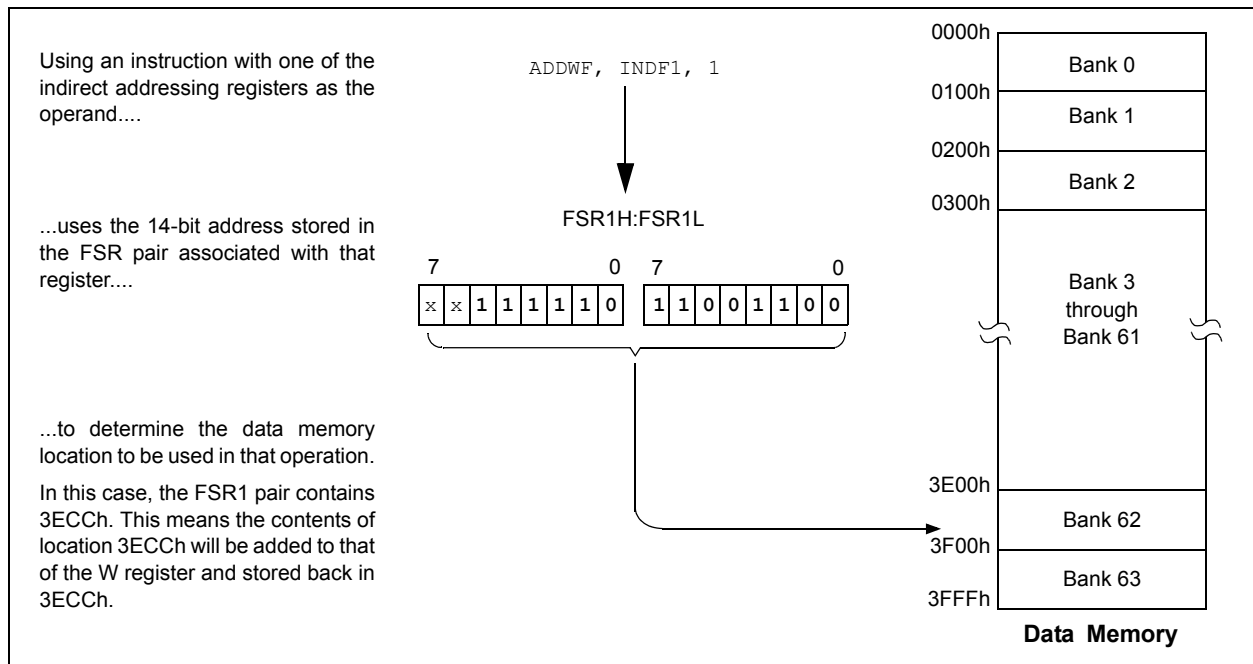 Using an instruction with one of the
indirect addressing registers as the
operand....
ADDWF, INDF1, 1
...uses the 14-bit address stored in
the FSR pair associated with that
register....
FSR1H:FSR1L
7 0 7 0
x x 1 1 1 1 1 0 1 1 0 0 1 1 0 0
...to determine the data memory
location to be used in that operation.
In this case, the FSR1 pair contains
3ECCh. This means the contents of
location 3ECCh will be added to that
of the W register and stored back in
3ECCh.
0000h
Bank 0
0100h
Bank 1
0200h
Bank 2
0300h
Bank 3
through
Bank 61
3E00h
Bank 62
3F00h
Bank 63
3FFFh
Data Memory